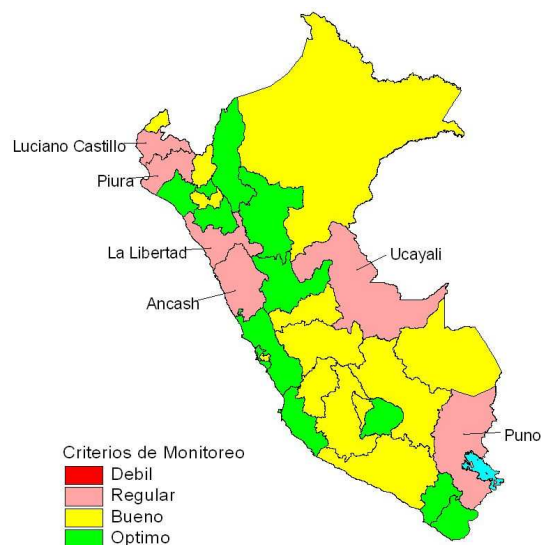 Luciano Castillo
Piura
La Libertad
Ucayali
Ancash
Puno
Criterios de Monitoreo
Debil
Regular
Bueno
Optimo